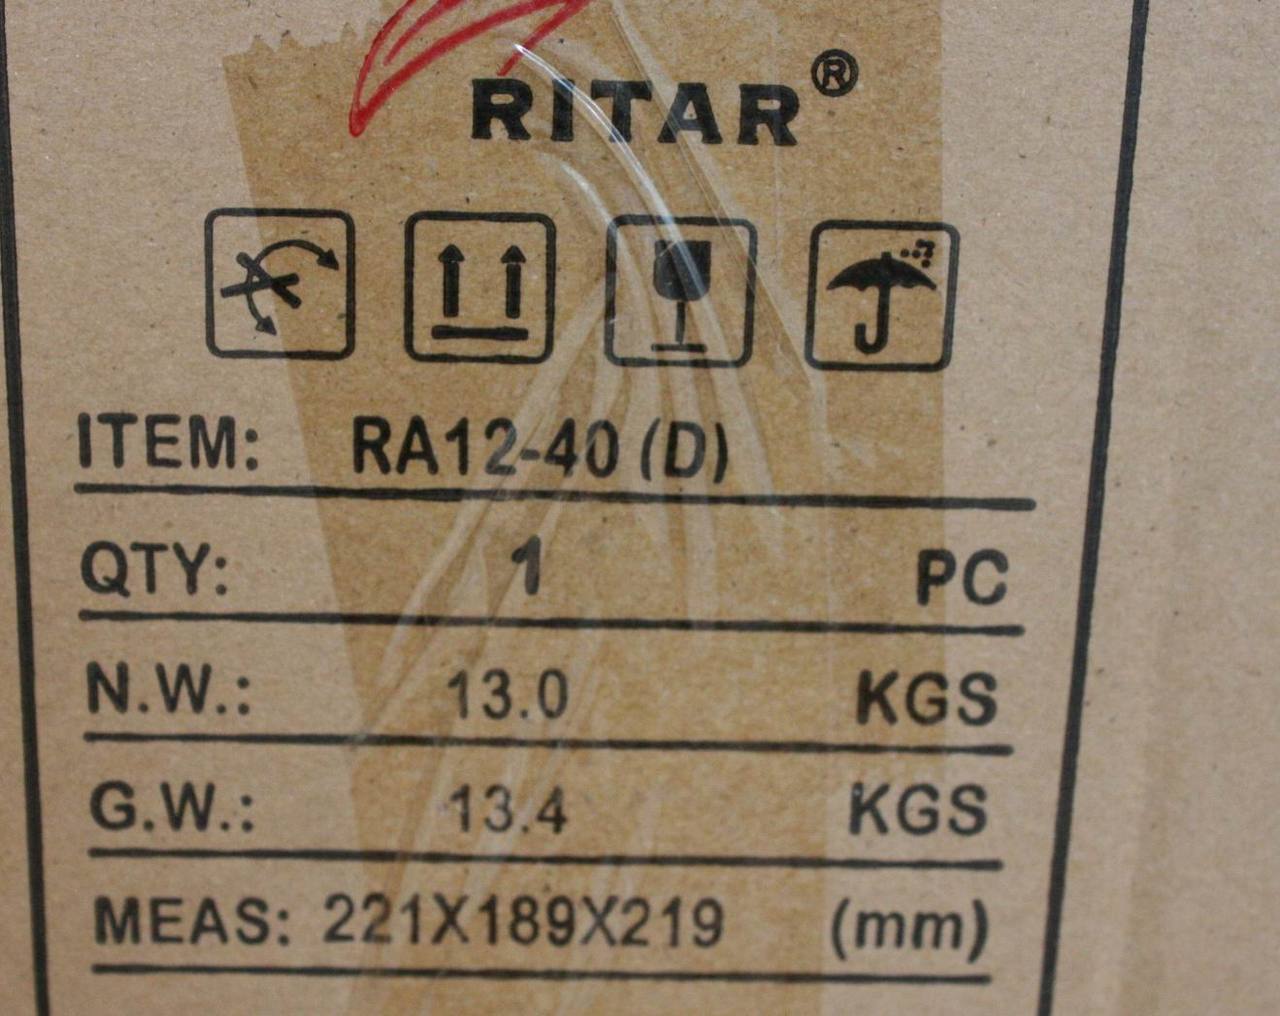 RITAR®
ITEM: RA12-40 (D)
QTY: 1 PC
N.W.: 13.0 KGS
G.W.: 13.4 KGS
MEAS: 221X189X219 (mm)